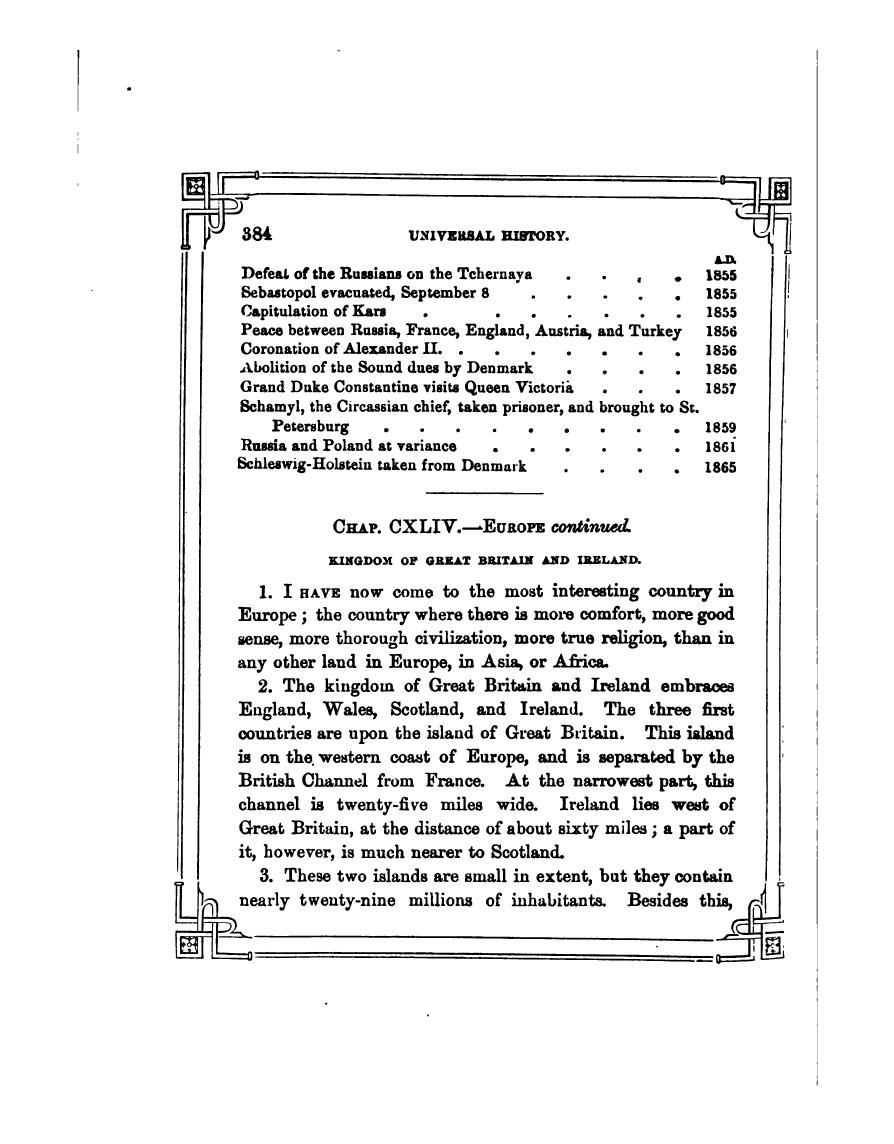 384 UNIVERSAL HISTORY.
A.D.
Defeat of the Russians on the Tchernaya . . . . 1855
Sebastopol evacuated, September 8 . . . . . 1855
Capitulation of Kars . . . . . . . 1855
Peace between Russia, France, England, Austria, and Turkey 1856
Coronation of Alexander II. . . . . . . . 1856
Abolition of the Sound dues by Denmark . . . . 1856
Grand Duke Constantine visits Queen Victoria . . . 1857
Schamyl, the Circassian chief, taken prisoner, and brought to St.
Petersburg . . . . . . . . . 1859
Russia and Poland at variance . . . . . . 1861
Schleswig-Holstein taken from Denmark . . . . 1865
CHAP. CXLIV.—EUROPE continued.
KINGDOM OF GREAT BRITAIN AND IRELAND.
1. I HAVE now come to the most interesting country in
Europe ; the country where there is more comfort, more good
sense, more thorough civilization, more true religion, than in
any other land in Europe, in Asia, or Africa.
2. The kingdom of Great Britain and Ireland embraces
England, Wales, Scotland, and Ireland. The three first
countries are upon the island of Great Britain. This island
is on the western coast of Europe, and is separated by the
British Channel from France. At the narrowest part, this
channel is twenty-five miles wide. Ireland lies west of
Great Britain, at the distance of about sixty miles ; a part of
it, however, is much nearer to Scotland.
3. These two islands are small in extent, but they contain
nearly twenty-nine millions of inhabitants. Besides this,